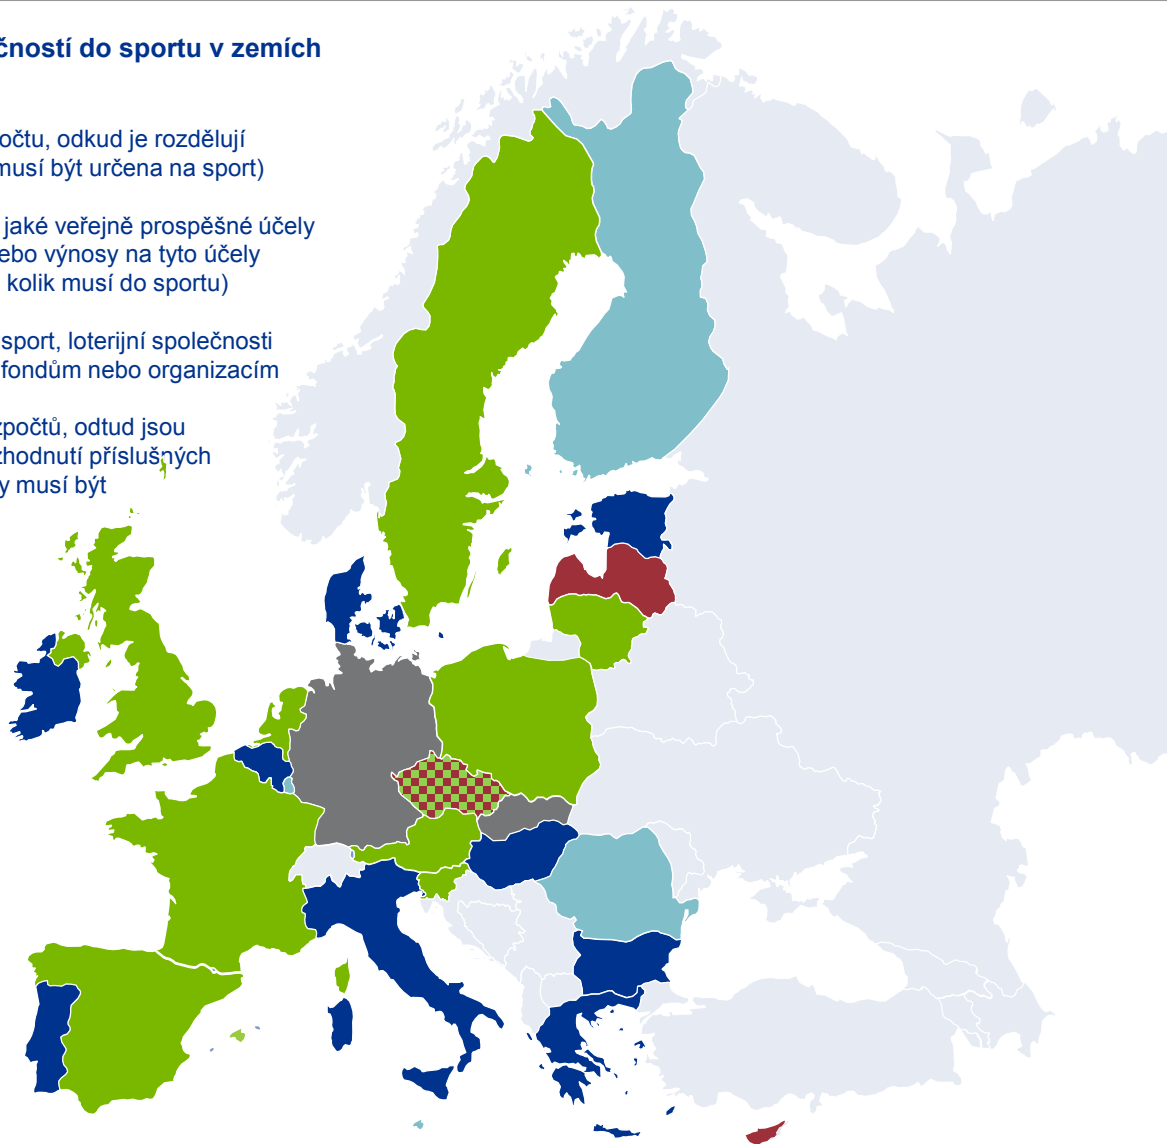 čností do sportu v zemích
očtu, odkud je rozdělují
musí být určena na sport)
jaké veřejně prospěšné účely
ebo výnosy na tyto účely
kolik musí do sportu)
sport, loterijní společnosti
fondům nebo organizacím
zpočtů, odtud jsou
zhodnutí příslušných
y musí být